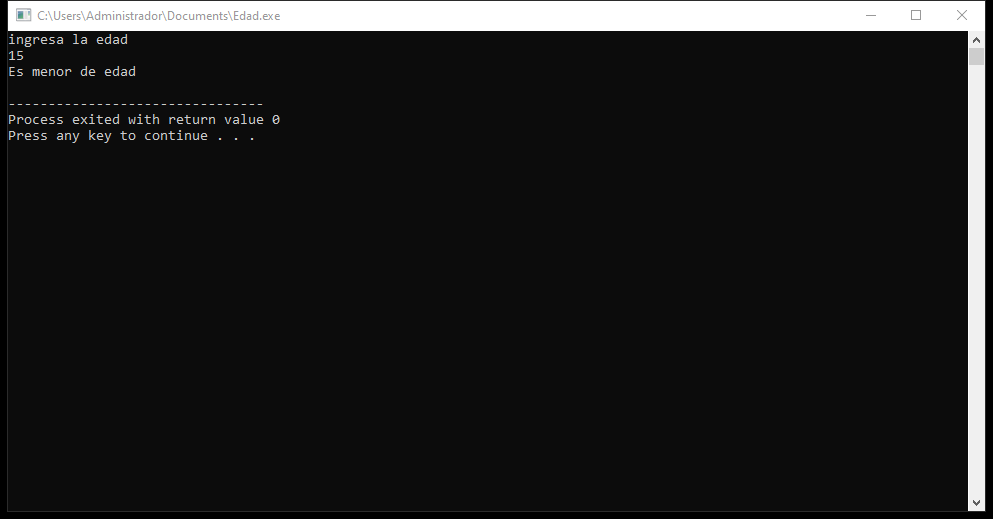 C:\Users\Administrador\Documents\Edad.exe
ingresa la edad
15
Es menor de edad
--------------------------------
Process exited with return value 0
Press any key to continue . . .